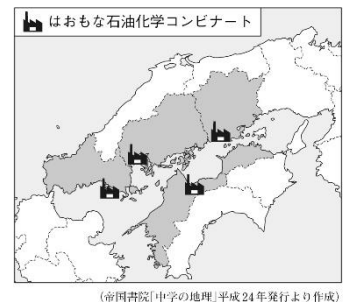 はおもな石油化学コンビナート
(帝国書院「中学の地理」平成24年発行より作成)